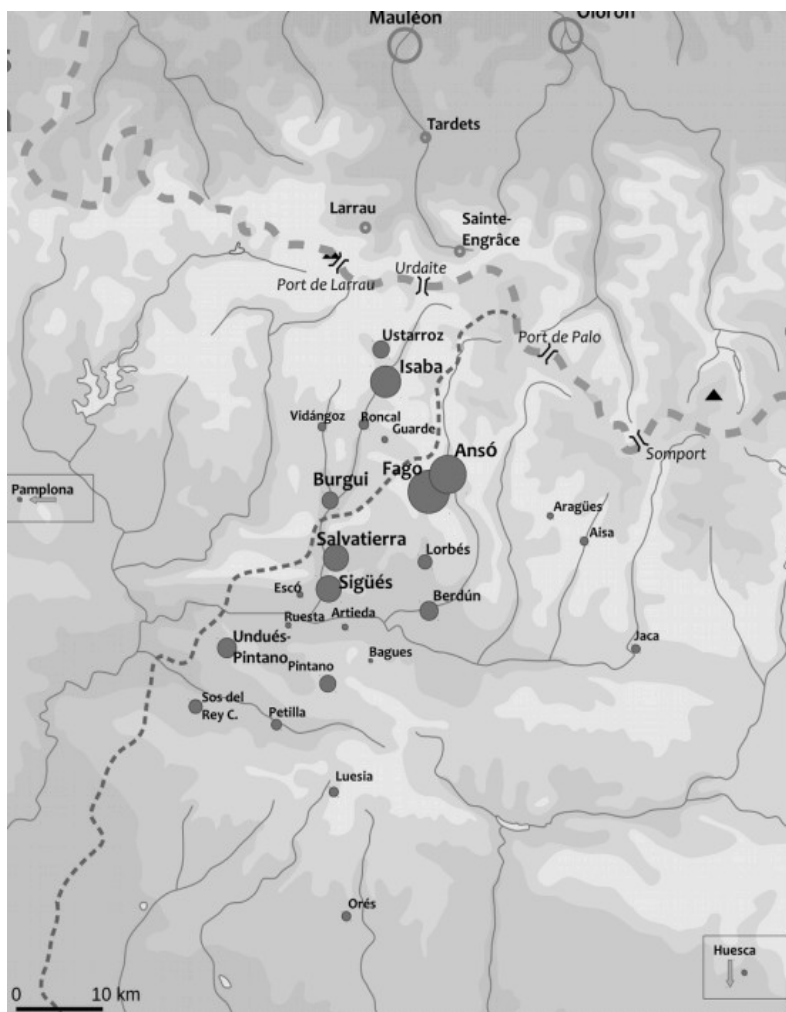 Mauléon
Oloron
Tardets
Larrau
Sainte-
Engrâce
Urdaite
Port de Larrau
Port de Palo
Ustarroz
Isaba
Vidángoz
Roncal
Guarde
Ansó
Fago
Somport
Pamplona
Burgui
Aragües
Aisa
Salvatierra
Lorbés
Sigüés
Escó
Berdún
Ruesta
Artieda
Undués-
Pintano
Jaca
Bagues
Pintano
Sos del
Rey C.
Petilla
Luesia
Orés
Huesca
0 10 km